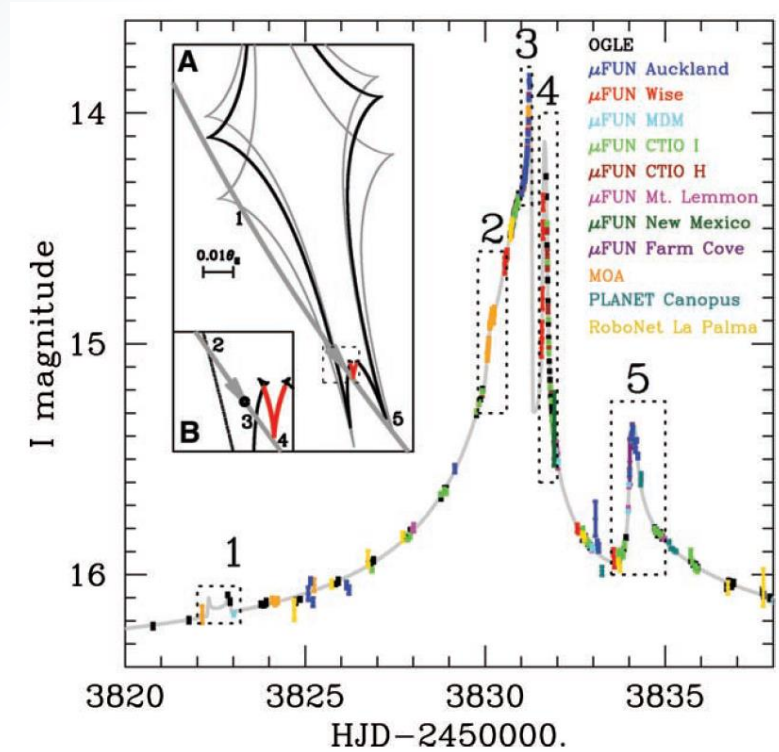 I magnitude
14
15
16
3820
3825
3830
3835
HJD-2450000.
OGLE
μFUN Auckland
μFUN Wise
μFUN MDM
μFUN CTIO I
μFUN CTIO H
μFUN Mt. Lemmon
μFUN New Mexico
μFUN Farm Cove
MOA
PLANET Canopus
RoboNet La Palma
1
2
3
4
5
A
1
0.01θE
5
B
2
3
4